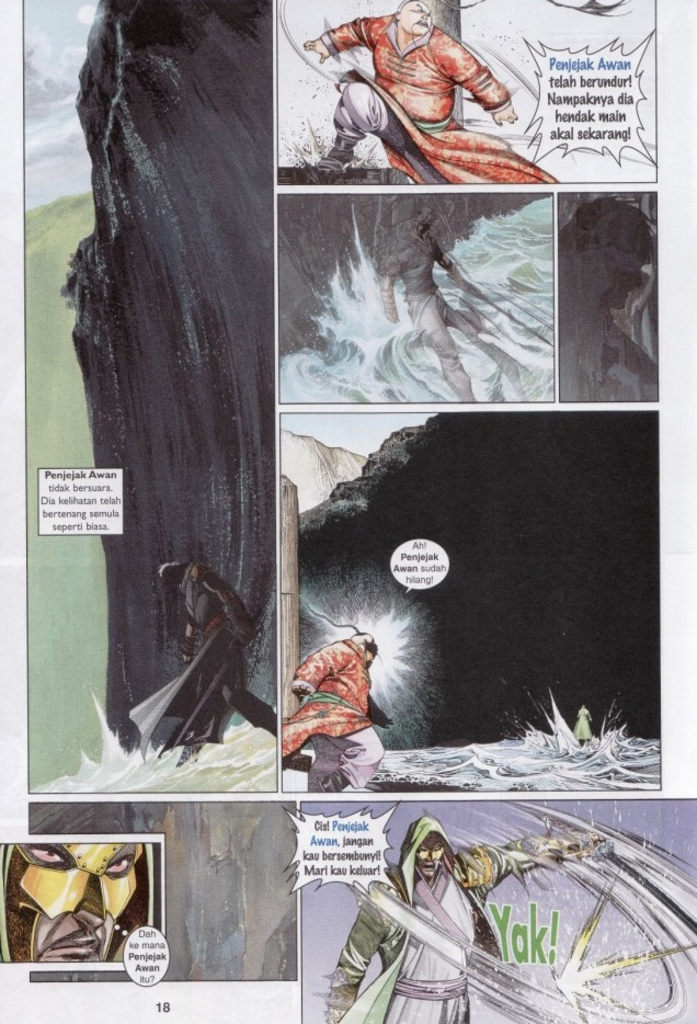 Penjejak Awan
telah berundur!
Nampaknya dia
hendak main
akal sekarang!
Penjejak Awan
tidak bersuara.
Dia kelihatan telah
bertenang semula
seperti biasa.
Ah!
Penjejak
Awan sudah
hilang!
Dah
ke mana
Penjejak
Awan
itu?
Cis! Penjejak
Awan, jangan
kau bersembunyi!
Mari kau keluar!
Yak!
18